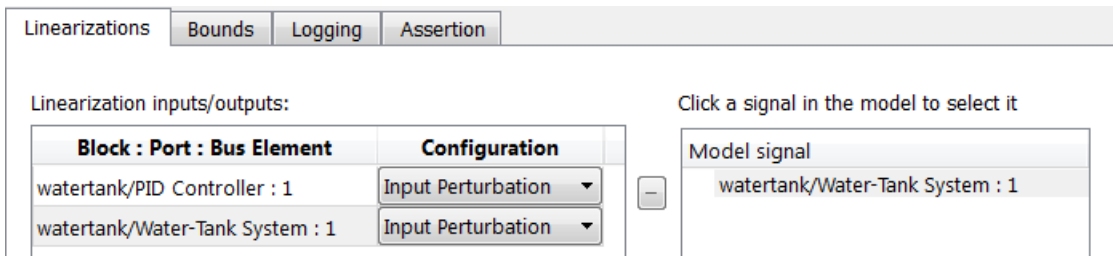 Linearizations Bounds Logging Assertion
Linearization inputs/outputs: Click a signal in the model to select it
Block : Port : Bus Element Configuration Model signal
watertank/PID Controller : 1 Input Perturbation watertank/Water-Tank System : 1
watertank/Water-Tank System : 1 Input Perturbation